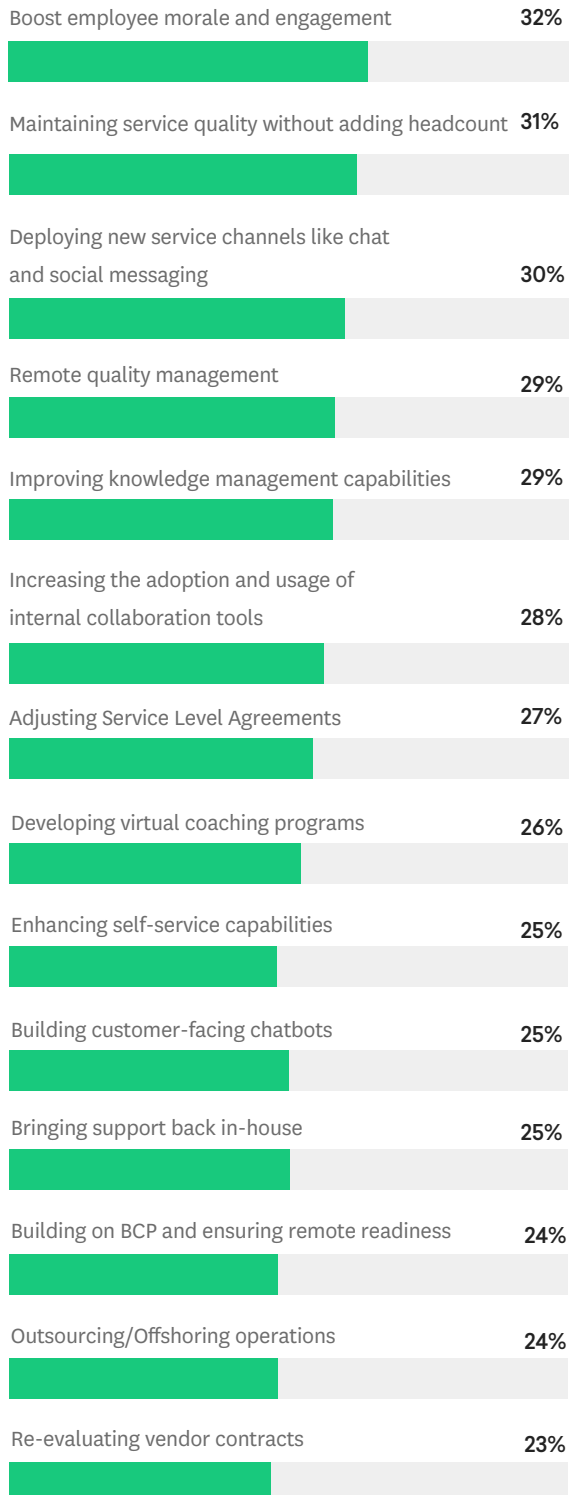 Boost employee morale and engagement 32%
Maintaining service quality without adding headcount 31%
Deploying new service channels like chat
and social messaging 30%
Remote quality management 29%
Improving knowledge management capabilities 29%
Increasing the adoption and usage of
internal collaboration tools 28%
Adjusting Service Level Agreements 27%
Developing virtual coaching programs 26%
Enhancing self-service capabilities 25%
Building customer-facing chatbots 25%
Bringing support back in-house 25%
Building on BCP and ensuring remote readiness 24%
Outsourcing/Offshoring operations 24%
Re-evaluating vendor contracts 23%